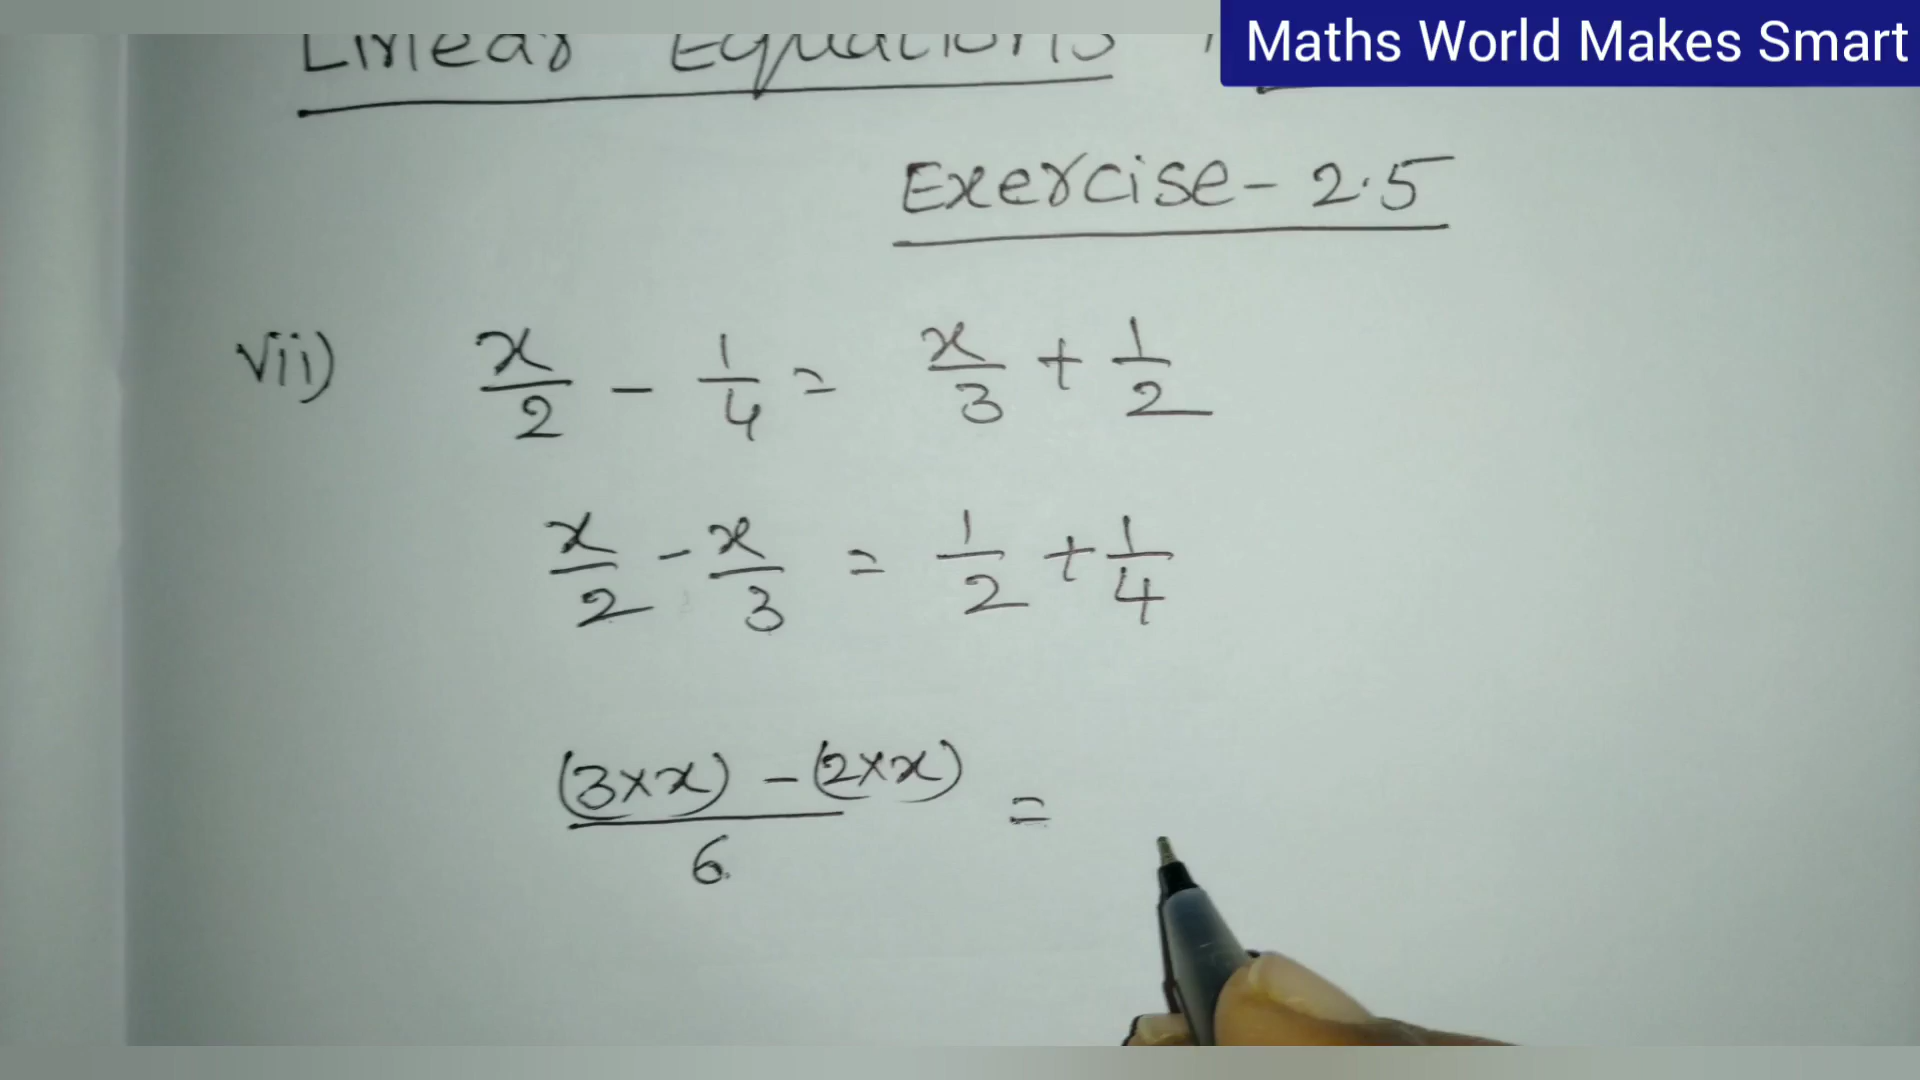 Maths World Makes Smart
Linear Equations
Exercise - 2.5
vii) x/2 - 1/4 = x/3 + 1/2
x/2 - x/3 = 1/2 + 1/4
(3×x) - (2×x)/6 =